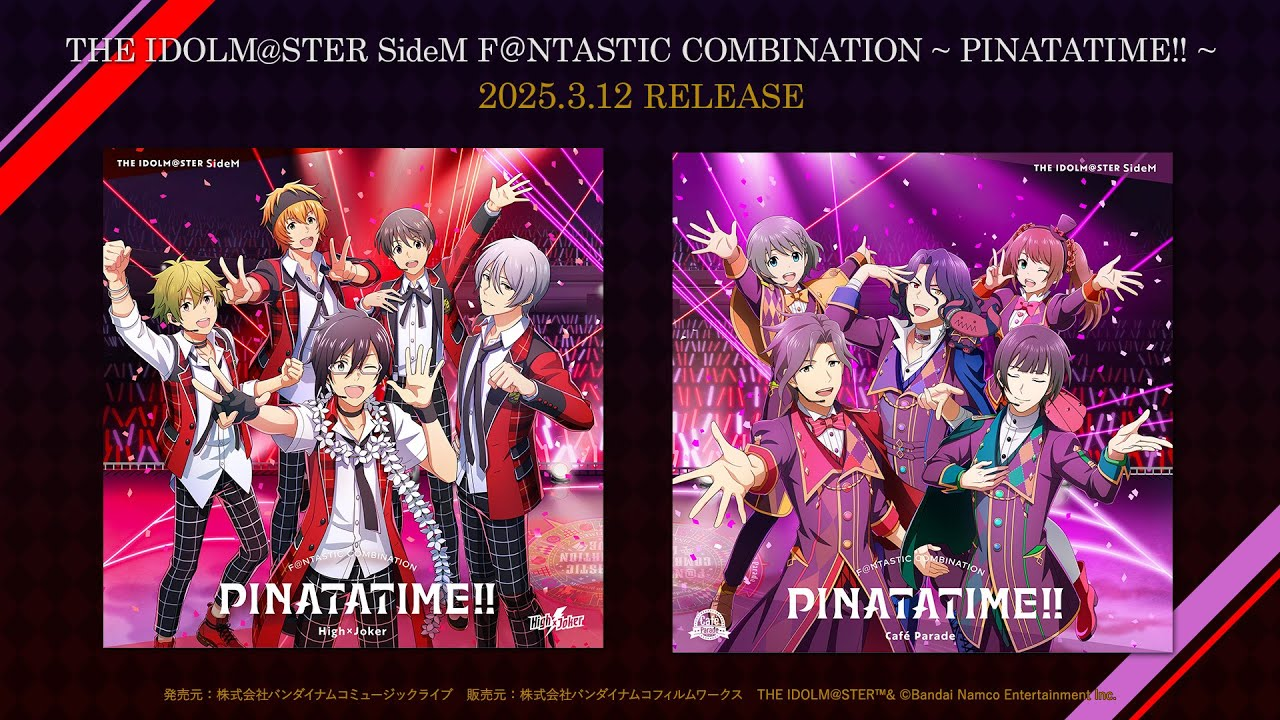 THE IDOLM@STER SideM F@NTASTIC COMBINATION ~ PINATATIME!! ~
2025.3.12 RELEASE
THE IDOLM@STER SideM
F@NTASTIC COMBINATION
PINATATIME!!
High×Joker
High×Joker
THE IDOLM@STER SideM
F@NTASTIC COMBINATION
PINATATIME!!
Café Parade
Café
Parade
発売元：株式会社バンダイナムコミュージックライブ 販売元：株式会社バンダイナムコフィルムワークス THE IDOLM@STER™& ©Bandai Namco Entertainment Inc.